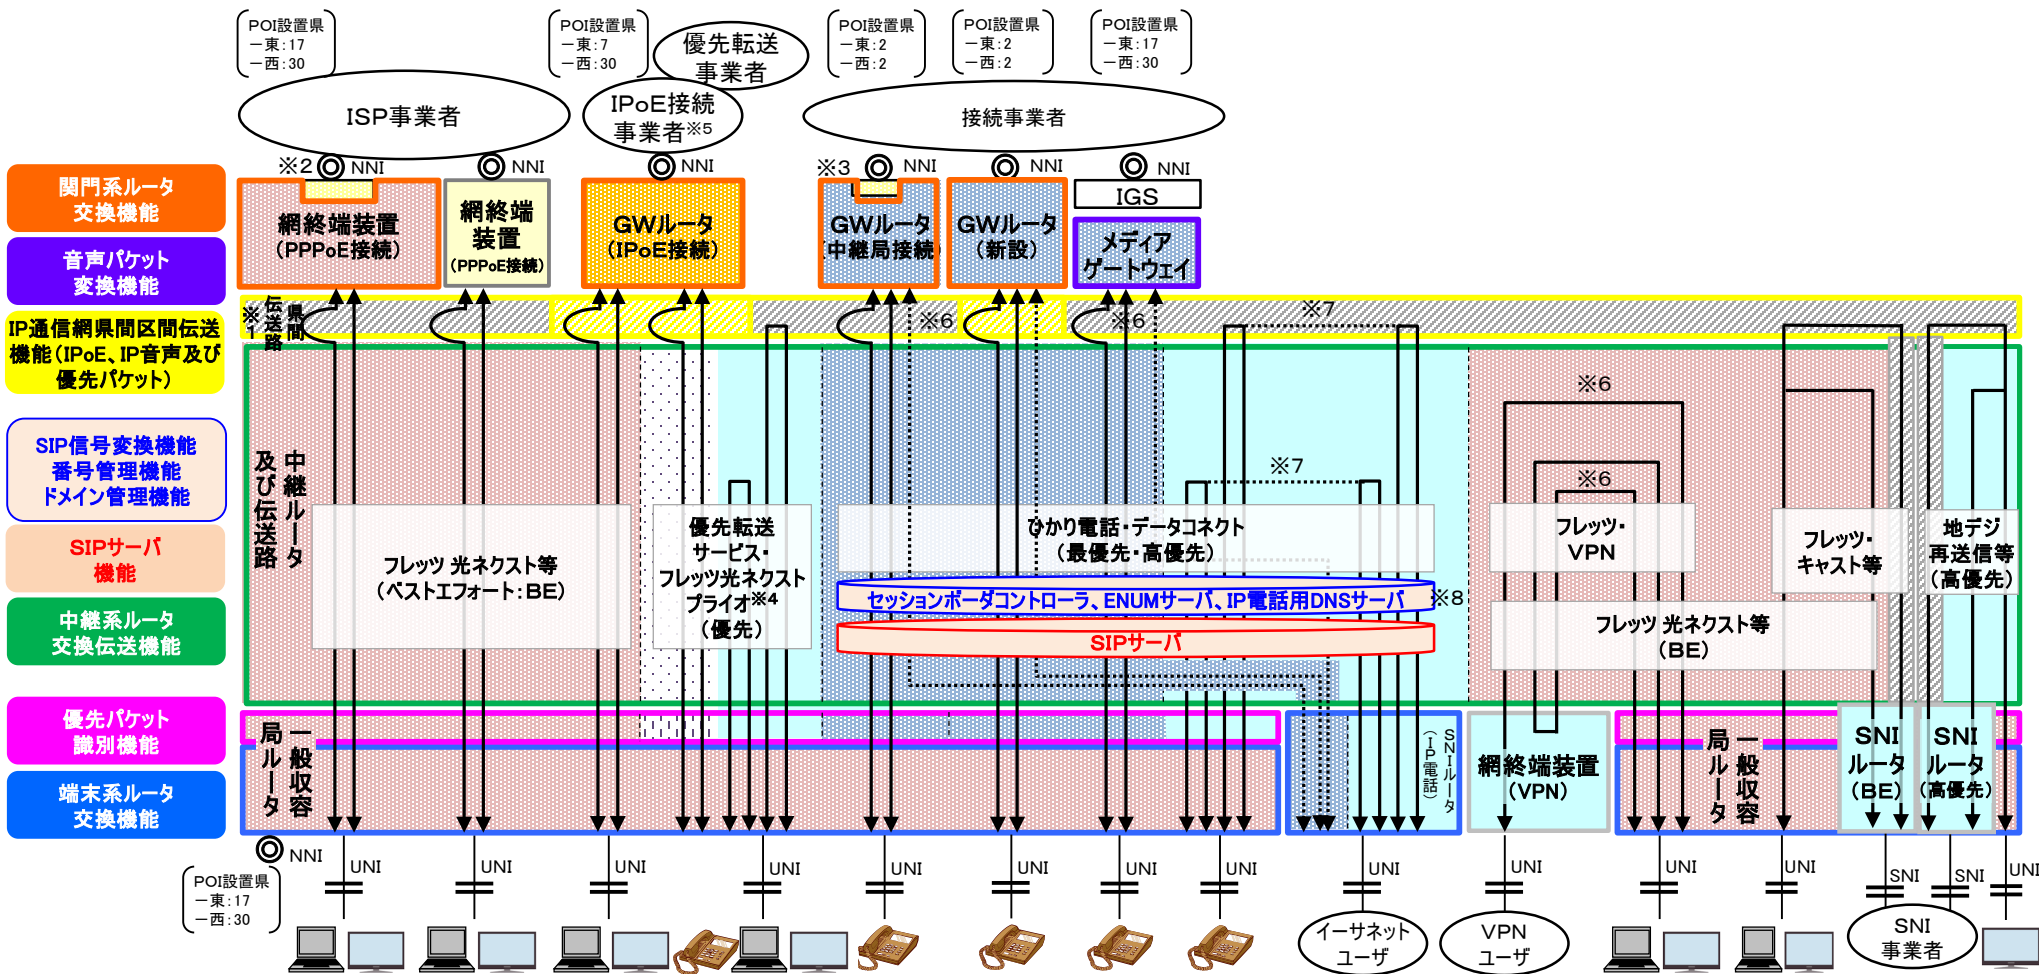 POI設置県
－東：17
－西：30
POI設置県
－東：7
－西：30
優先転送
事業者
POI設置県
－東：2
－西：2
POI設置県
－東：2
－西：2
POI設置県
－東：17
－西：30
ISP事業者
IPoE接続
事業者※5
接続事業者
※2
NNI
NNI
NNI
※3
NNI
NNI
NNI
関門系ルータ
交換機能
音声パケット
変換機能
IP通信網県間区間伝送
機能（IPoE、IP音声及び
優先パケット）
SIP信号変換機能
番号管理機能
ドメイン管理機能
SIPサーバ
機能
中継系ルータ
交換伝送機能
優先パケット
識別機能
端末系ルータ
交換機能
網終端装置
（PPPoE接続）
網終端
装置
（PPPoE接続）
GWルータ
（IPoE接続）
GWルータ
（中継局接続）
GWルータ
（新設）
IGS
メディア
ゲートウェイ
県間
伝送路
※1
※6
※6
※7
中継ルータ
及び伝送路
※6
※6
※7
フレッツ 光ネクスト等
（ベストエフォート：BE）
優先転送
サービス・
フレッツ光ネクスト
プライオ※4
（優先）
ひかり電話・データコネクト
（最優先・高優先）
セッションボーダコントローラ、ENUMサーバ、IP電話用DNSサーバ
※8
SIPサーバ
フレッツ・
VPN
フレッツ 光ネクスト等
（BE）
フレッツ・
キャスト等
地デジ
再送信等
（高優先）
一般収容
局ルータ
SNIルータ
（IP電話）
網終端装置
（VPN）
一般収容
局ルータ
SNI
ルータ
（BE）
SNI
ルータ
（高優先）
NNI
POI設置県
－東：17
－西：30
UNI
UNI
UNI
UNI
UNI
UNI
UNI
UNI
UNI
UNI
UNI
UNI
SNI
SNI
UNI
イーサネット
ユーザ
VPN
ユーザ
SNI
事業者